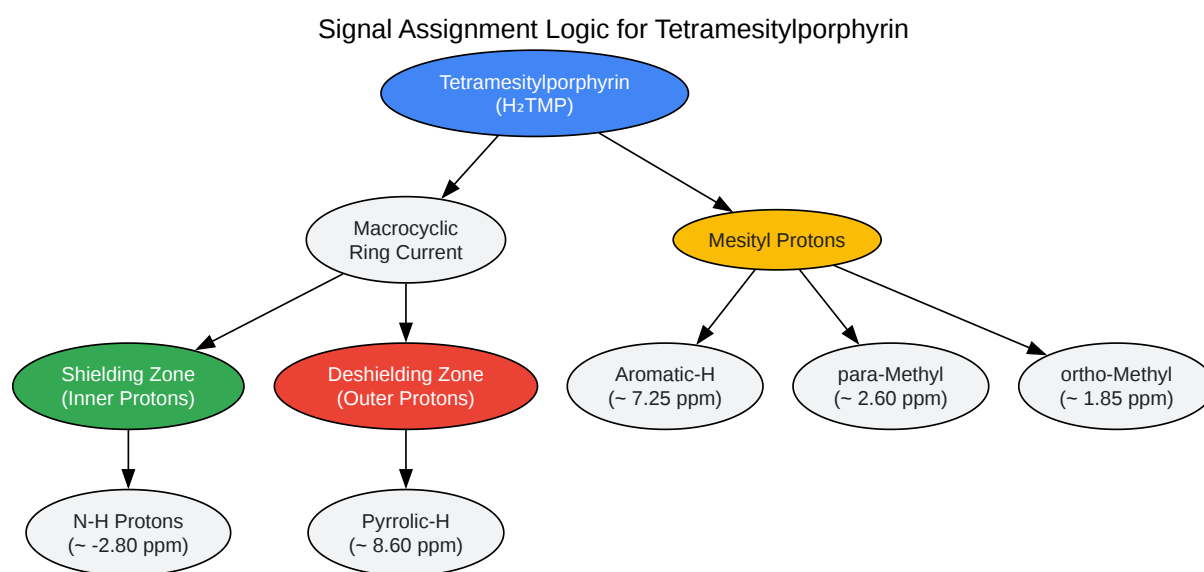 Signal Assignment Logic for Tetramesitylporphyrin
Tetramesitylporphyrin
(H₂TMP)
Macrocyclic
Ring Current
Mesityl Protons
Shielding Zone
(Inner Protons)
Deshielding Zone
(Outer Protons)
Aromatic-H
(~ 7.25 ppm)
para-Methyl
(~ 2.60 ppm)
ortho-Methyl
(~ 1.85 ppm)
N-H Protons
(~ -2.80 ppm)
Pyrrolic-H
(~ 8.60 ppm)